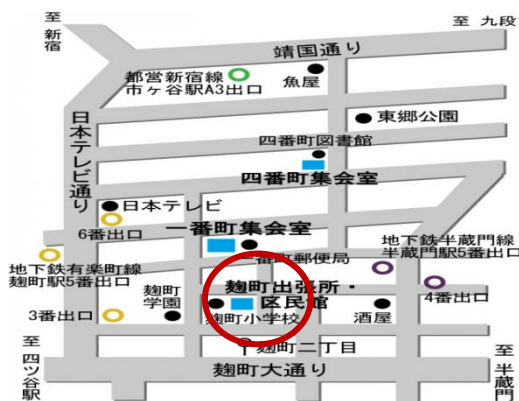 至 新宿
至 九段
靖国通り
都営新宿線
市ヶ谷駅A3出口
魚屋
東郷公園
日本テレビ通り
四番町図書館
四番町集会室
日本テレビ
6番出口
一番町集会室
一番町郵便局
地下鉄半蔵門線
半蔵門駅5番出口
地下鉄有楽町線
麹町駅5番出口
麹町
学園
麹町出張所・
区民館
4番出口
3番出口
麹町小学校
酒屋
麹町二丁目
至 四ツ谷駅
麹町大通り
至 半蔵門